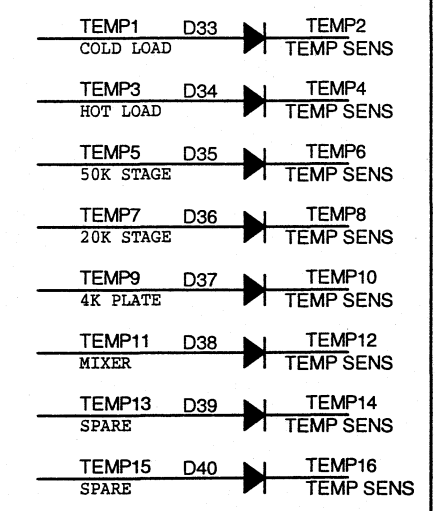 TEMP1 D33 TEMP2
COLD LOAD TEMP SENS
TEMP3 D34 TEMP4
HOT LOAD TEMP SENS
TEMP5 D35 TEMP6
50K STAGE TEMP SENS
TEMP7 D36 TEMP8
20K STAGE TEMP SENS
TEMP9 D37 TEMP10
4K PLATE TEMP SENS
TEMP11 D38 TEMP12
MIXER TEMP SENS
TEMP13 D39 TEMP14
SPARE TEMP SENS
TEMP15 D40 TEMP16
SPARE TEMP SENS